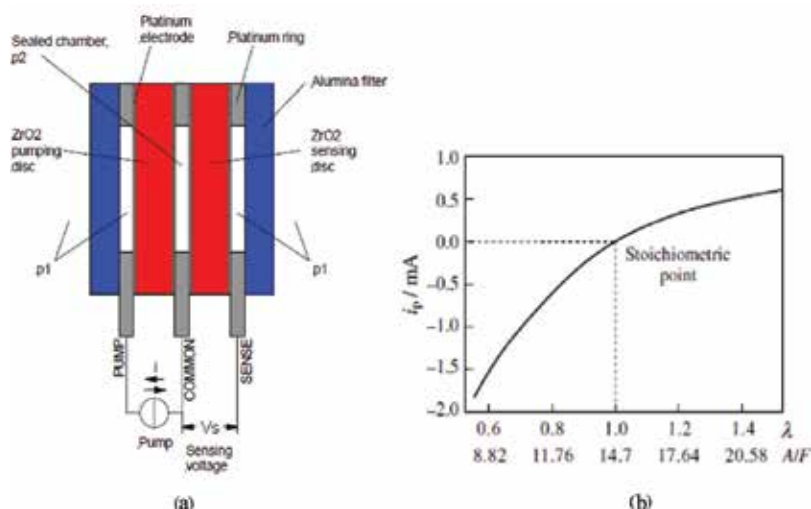 Platinum
electrode
Sealed chamber,
p2
Platinum ring
Alumina filter
ZrO2
pumping
disc
ZrO2
sensing
disc
p1
p1
PUMP
COMMON
SENSE
I
Pump
Vs
Sensing
voltage
(a)
1.0
0.5
0.0
-0.5
-1.0
-1.5
-2.0
ip / mA
Stoichiometric
point
0.6 0.8 1.0 1.2 1.4 λ
8.82 11.76 14.7 17.64 20.58 A/F
(b)